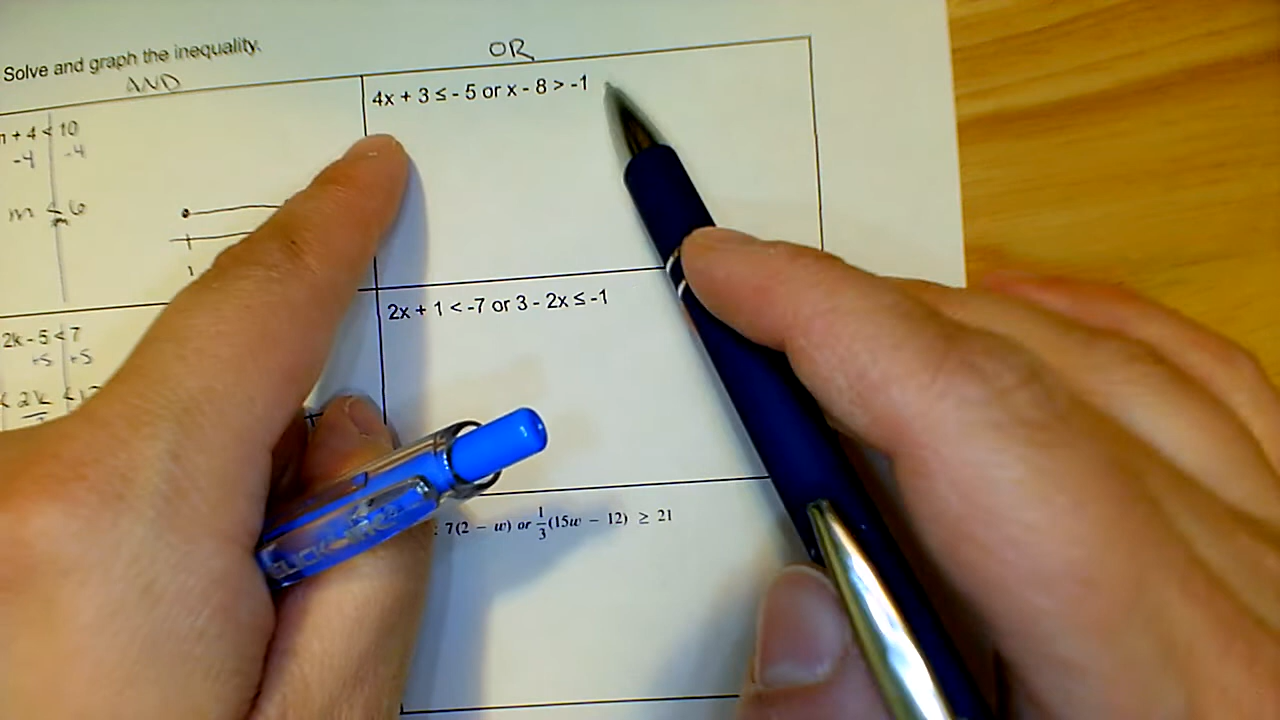 Solve and graph the inequality.
AND
OR
+ 4 < 10
-4 -4
m ≤ 6
1
2k - 5 < 7
+5 +5
2k <
4x + 3 ≤ - 5 or x - 8 > -1
2x + 1 < -7 or 3 - 2x ≤ -1
: 7(2 - w) or 1/3(15w - 12) ≥ 21